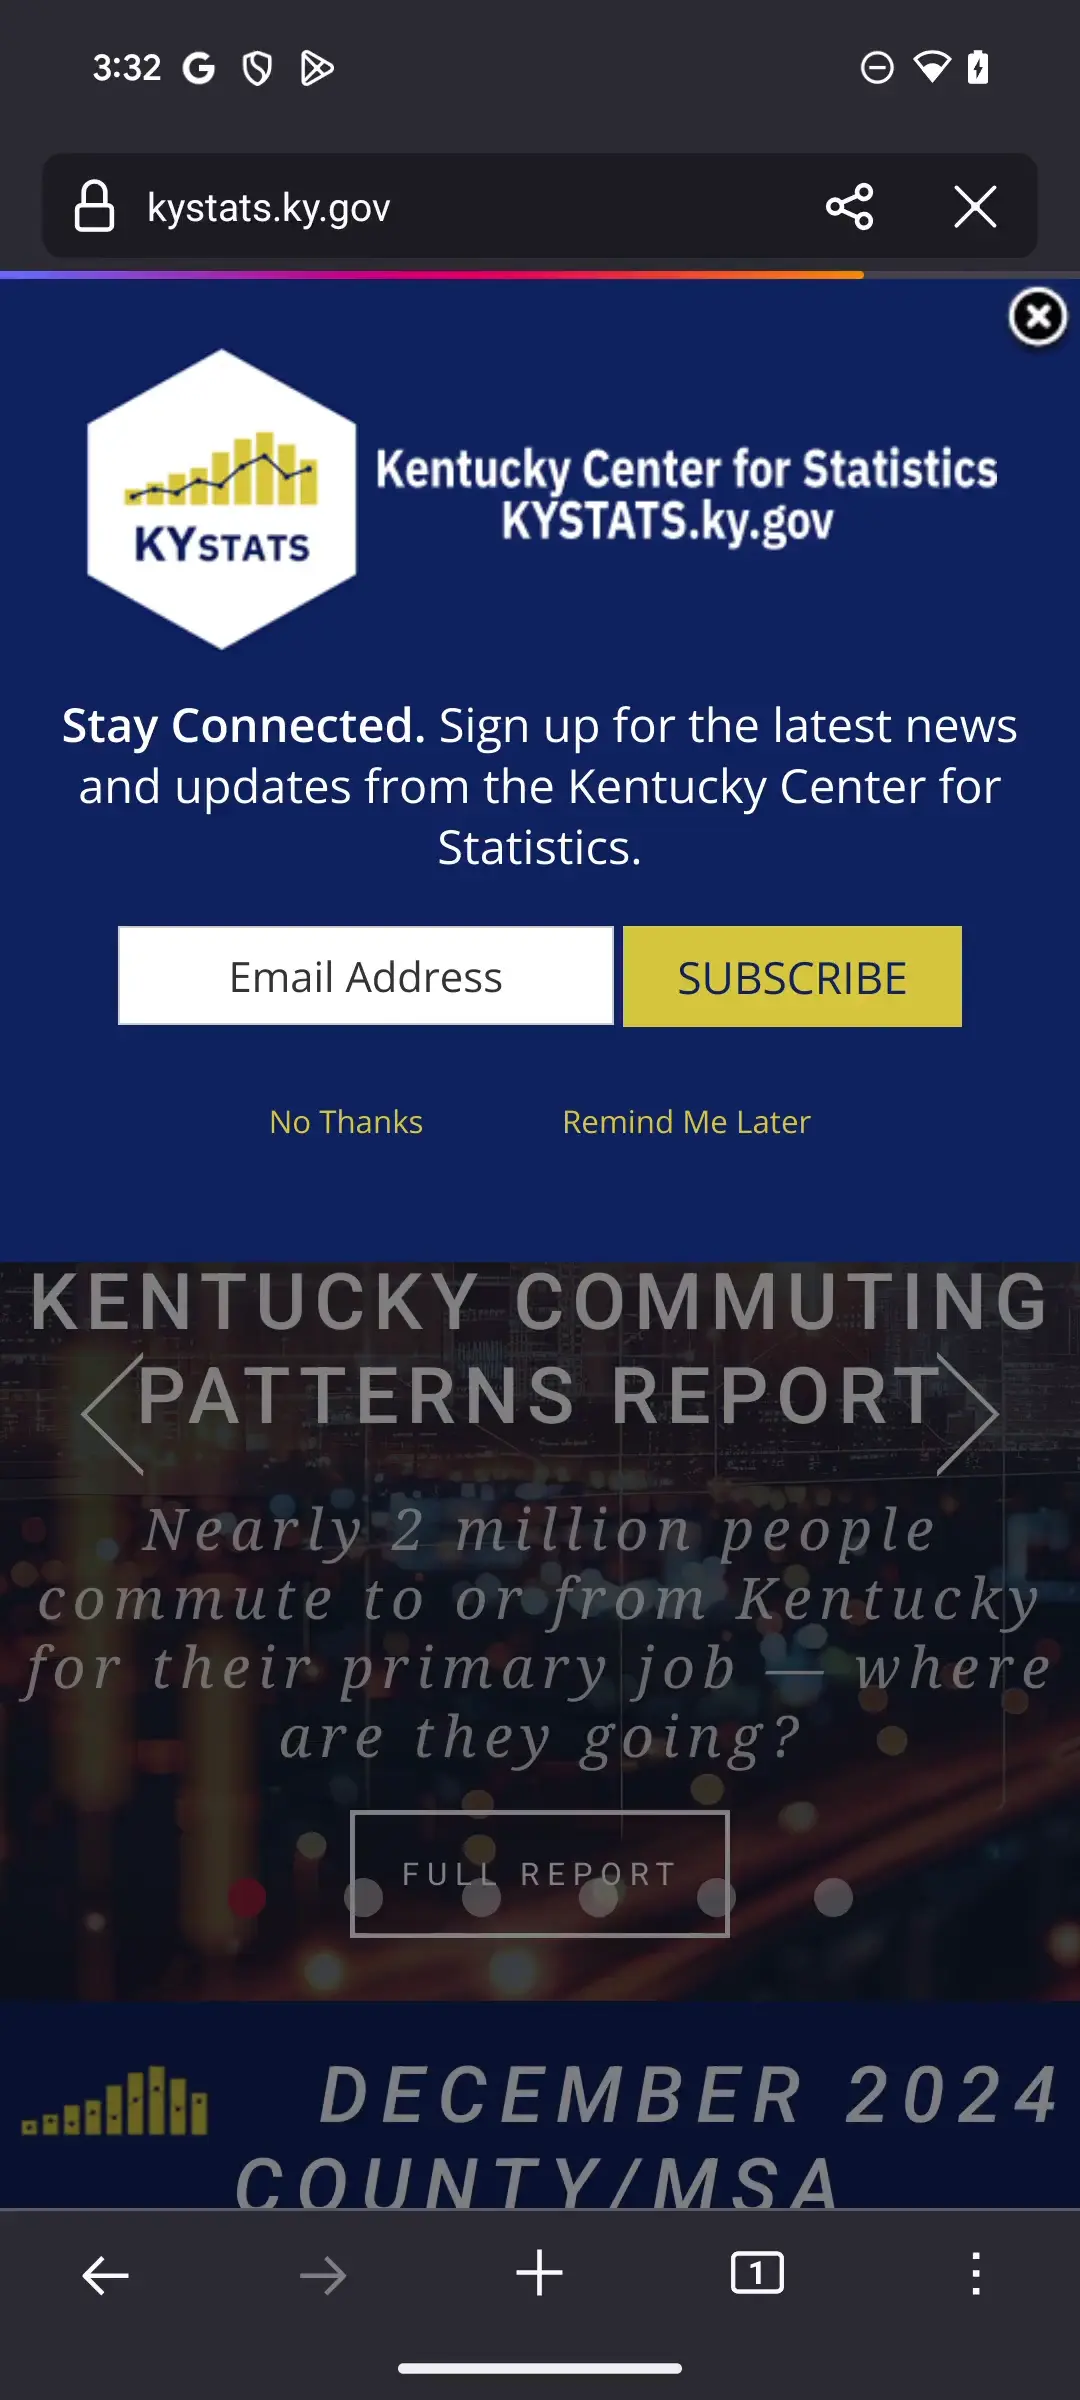 3:32
kystats.ky.gov
KYSTATS
Kentucky Center for Statistics
KYSTATS.ky.gov
Stay Connected. Sign up for the latest news
and updates from the Kentucky Center for
Statistics.
Email Address
SUBSCRIBE
No Thanks
Remind Me Later
KENTUCKY COMMUTING
PATTERNS REPORT
Nearly 2 million people
commute to or from Kentucky
for their primary job — where
are they going?
FULL REPORT
DECEMBER 2024
COUNTY/MSA
1